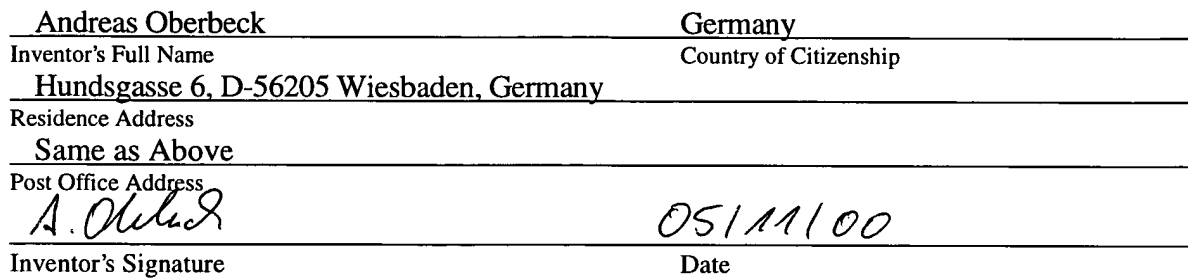 Andreas Oberbeck Germany
Inventor's Full Name Country of Citizenship
Hundsgasse 6, D-56205 Wiesbaden, Germany
Residence Address
Same as Above
Post Office Address
A. Oberbeck 05/11/00
Inventor's Signature Date